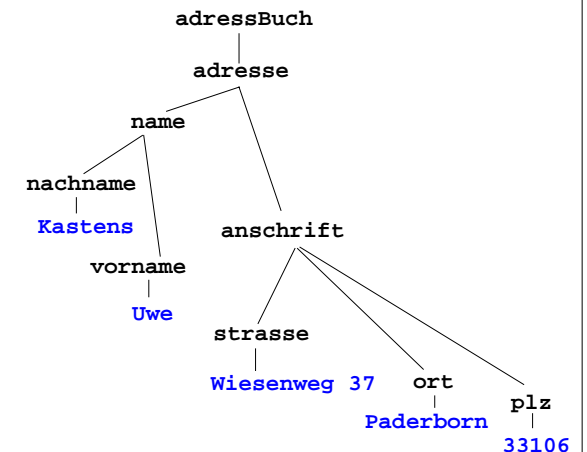 adressBuch
adresse
name
nachname
Kastens
vorname
Uwe
anschrift
strasse
Wiesenweg 37
ort
Paderborn
plz
33106